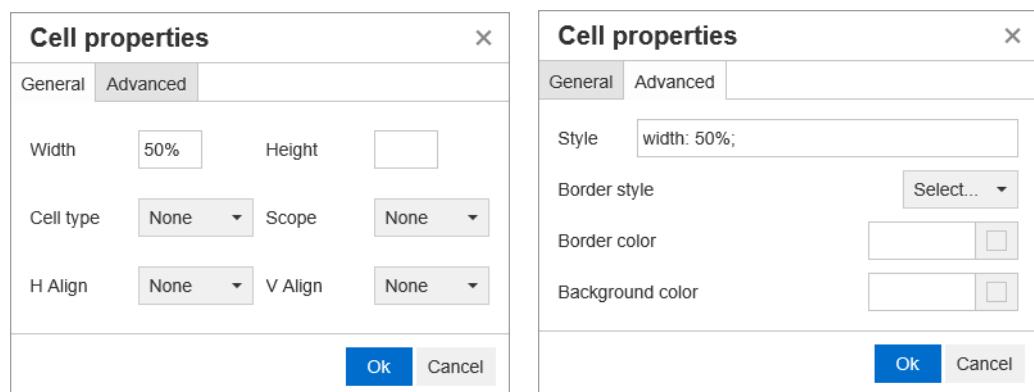 Cell properties ×
General Advanced
Width 50% Height
Cell type None Scope None
H Align None V Align None
Ok Cancel
Cell properties ×
General Advanced
Style width: 50%;
Border style Select...
Border color
Background color
Ok Cancel